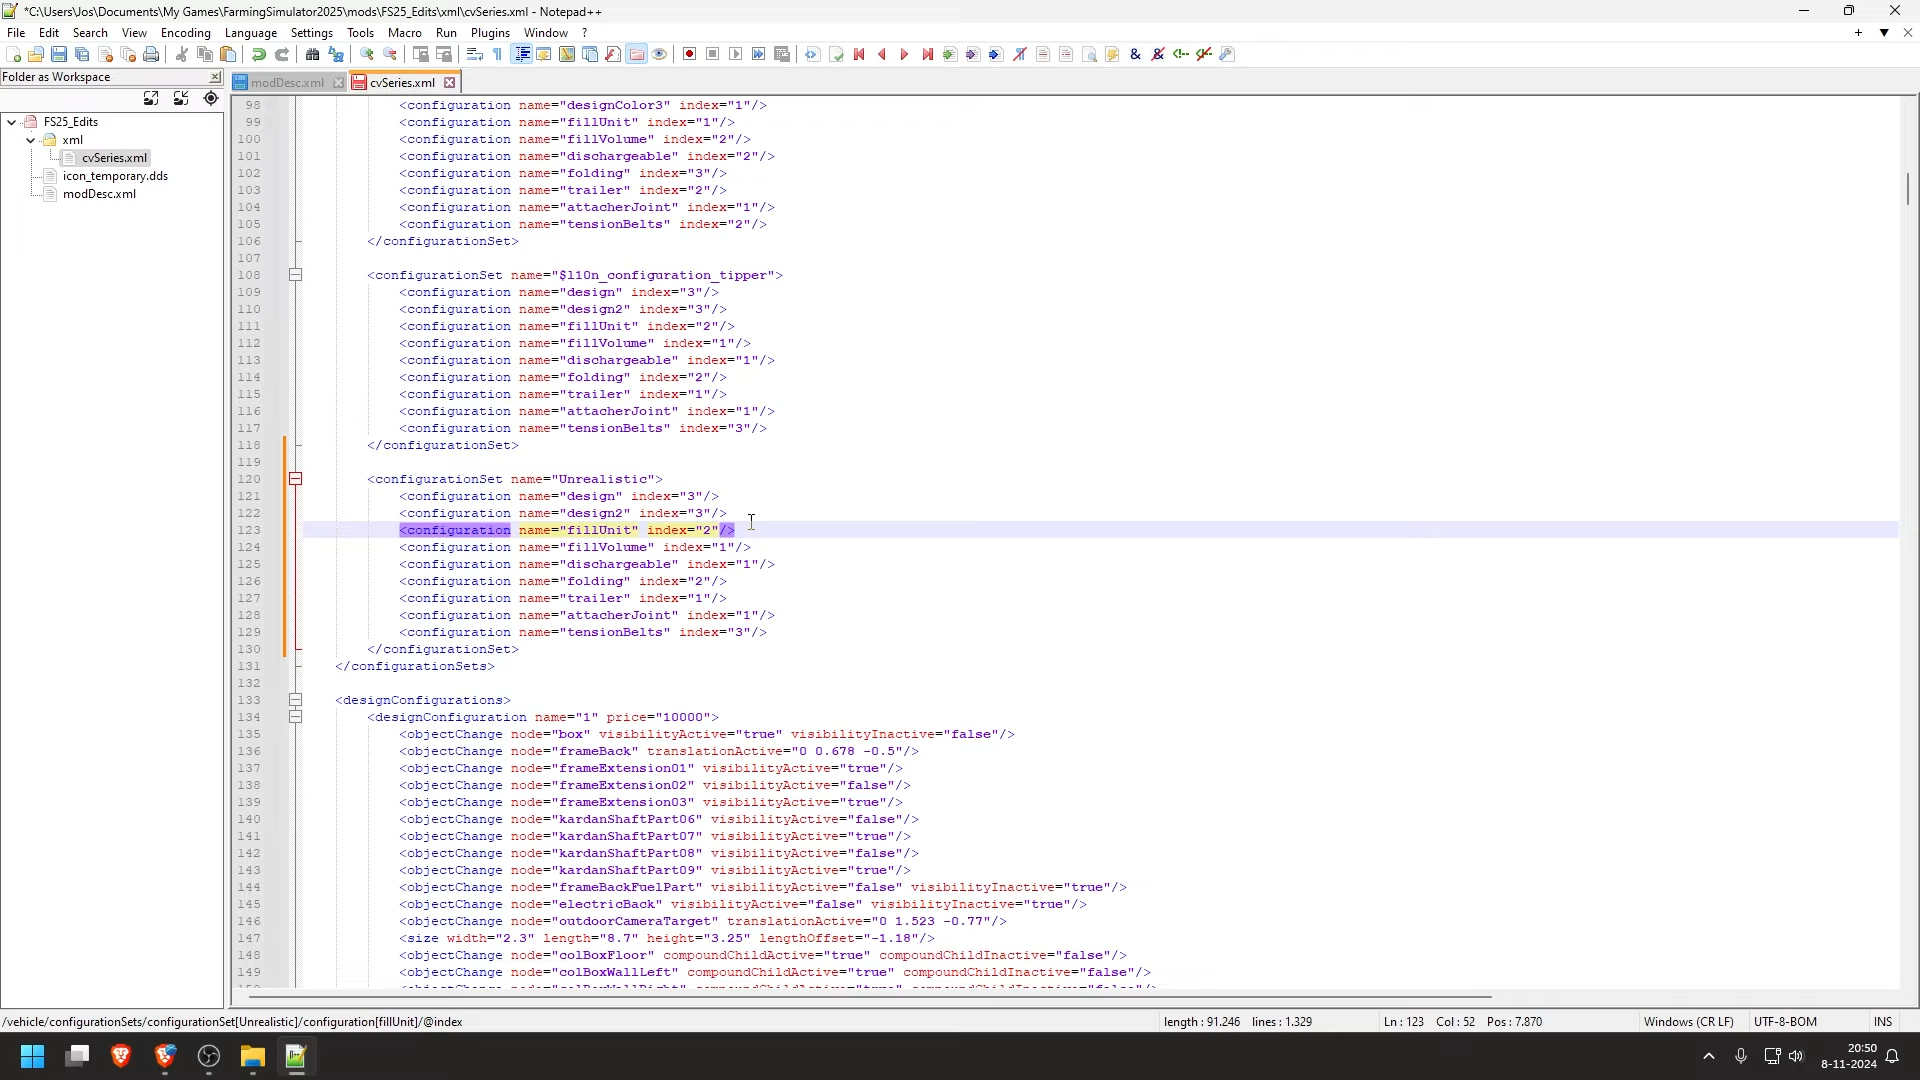 *C:\Users\Jos\Documents\My Games\FarmingSimulator2025\mods\FS25_Edits\xml\cvSeries.xml - Notepad++
File Edit Search View Encoding Language Settings Tools Macro Run Plugins Window ?
Folder as Workspace
modDesc.xml
cvSeries.xml
FS25_Edits
xml
cvSeries.xml
icon_temporary.dds
modDesc.xml
98 <configuration name="designColor3" index="1"/>
99 <configuration name="fillUnit" index="1"/>
100 <configuration name="fillVolume" index="2"/>
101 <configuration name="dischargeable" index="2"/>
102 <configuration name="folding" index="3"/>
103 <configuration name="trailer" index="2"/>
104 <configuration name="attacherJoint" index="1"/>
105 <configuration name="tensionBelts" index="2"/>
106 </configurationSet>
107
108 <configurationSet name="$l10n_configuration_tipper">
109 <configuration name="design" index="3"/>
110 <configuration name="design2" index="3"/>
111 <configuration name="fillUnit" index="2"/>
112 <configuration name="fillVolume" index="1"/>
113 <configuration name="dischargeable" index="1"/>
114 <configuration name="folding" index="2"/>
115 <configuration name="trailer" index="1"/>
116 <configuration name="attacherJoint" index="1"/>
117 <configuration name="tensionBelts" index="3"/>
118 </configurationSet>
119
120 <configurationSet name="Unrealistic">
121 <configuration name="design" index="3"/>
122 <configuration name="design2" index="3"/>
123 <configuration name="fillUnit" index="2"/>
124 <configuration name="fillVolume" index="1"/>
125 <configuration name="dischargeable" index="1"/>
126 <configuration name="folding" index="2"/>
127 <configuration name="trailer" index="1"/>
128 <configuration name="attacherJoint" index="1"/>
129 <configuration name="tensionBelts" index="3"/>
130 </configurationSet>
131 </configurationSets>
132
133 <designConfigurations>
134 <designConfiguration name="1" price="10000">
135 <objectChange node="box" visibilityActive="true" visibilityInactive="false"/>
136 <objectChange node="frameBack" translationActive="0 0.678 -0.5"/>
137 <objectChange node="frameExtension01" visibilityActive="true"/>
138 <objectChange node="frameExtension02" visibilityActive="false"/>
139 <objectChange node="frameExtension03" visibilityActive="true"/>
140 <objectChange node="kardanShaftPart06" visibilityActive="false"/>
141 <objectChange node="kardanShaftPart07" visibilityActive="true"/>
142 <objectChange node="kardanShaftPart08" visibilityActive="false"/>
143 <objectChange node="kardanShaftPart09" visibilityActive="true"/>
144 <objectChange node="frameBackFuelPart" visibilityActive="false" visibilityInactive="true"/>
145 <objectChange node="electricBack" visibilityActive="false" visibilityInactive="true"/>
146 <objectChange node="outdoorCameraTarget" translationActive="0 1.523 -0.77"/>
147 <size width="2.3" length="8.7" height="3.25" lengthOffset="-1.18"/>
148 <objectChange node="colBoxFloor" compoundChildActive="true" compoundChildInactive="false"/>
149 <objectChange node="colBoxWallLeft" compoundChildActive="true" compoundChildInactive="false"/>
/vehicle/configurationSets/configurationSet[Unrealistic]/configuration[fillUnit]/@index
length : 91.246 lines : 1.329
Ln : 123 Col : 52 Pos : 7.870
Windows (CR LF)
UTF-8-BOM
INS
20:50
8-11-2024